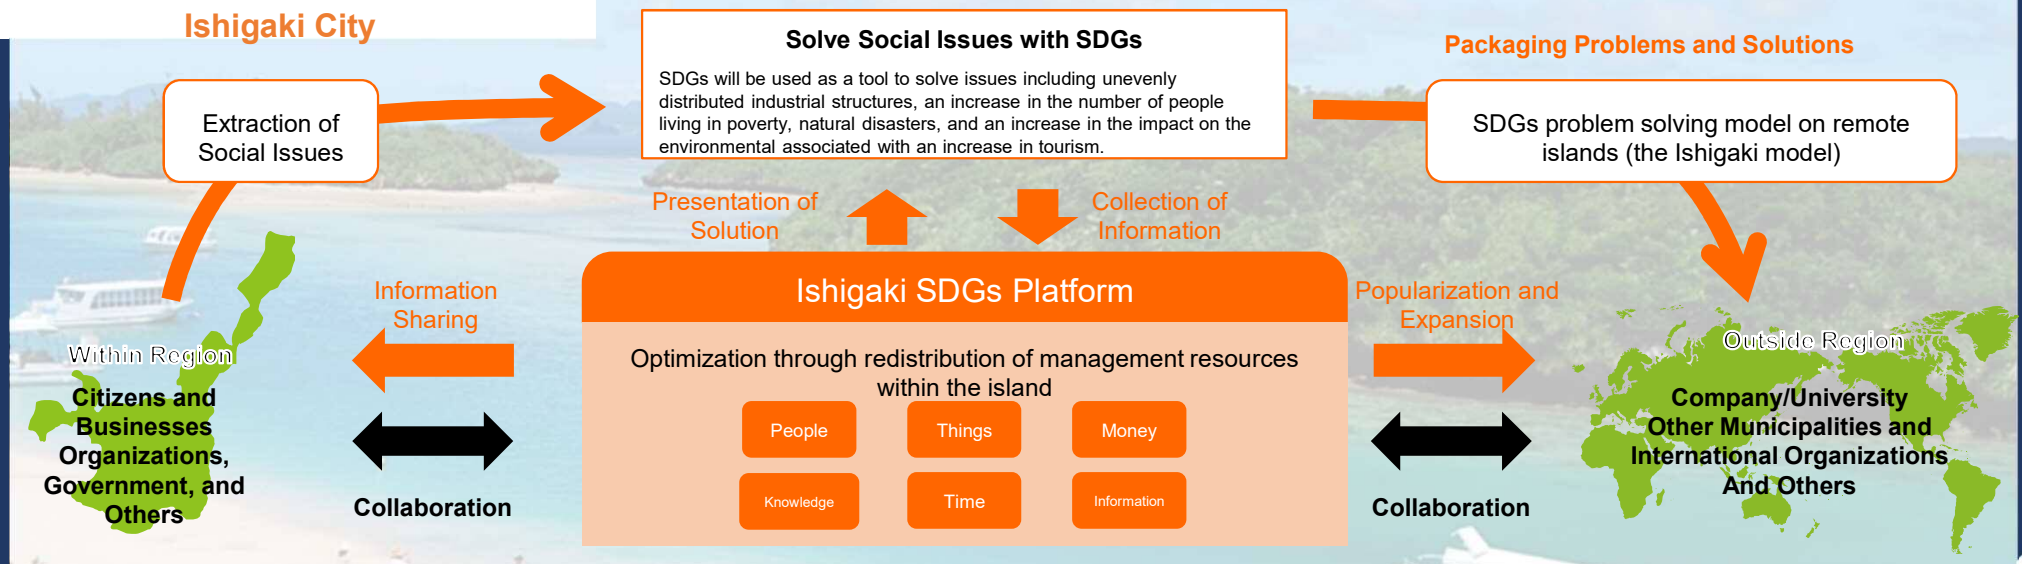 Ishigaki City
Solve Social Issues with SDGs
SDGs will be used as a tool to solve issues including unevenly
distributed industrial structures, an increase in the number of people
living in poverty, natural disasters, and an increase in the impact on the
environmental associated with an increase in tourism.
Packaging Problems and Solutions
Extraction of
Social Issues
SDGs problem solving model on remote
islands (the Ishigaki model)
Presentation of
Solution
Collection of
Information
Within Region
Citizens and
Businesses
Organizations,
Government, and
Others
Information
Sharing
Collaboration
Ishigaki SDGs Platform
Optimization through redistribution of management resources
within the island
People
Things
Money
Knowledge
Time
Information
Popularization and
Expansion
Collaboration
Outside Region
Company/University
Other Municipalities and
International Organizations
And Others